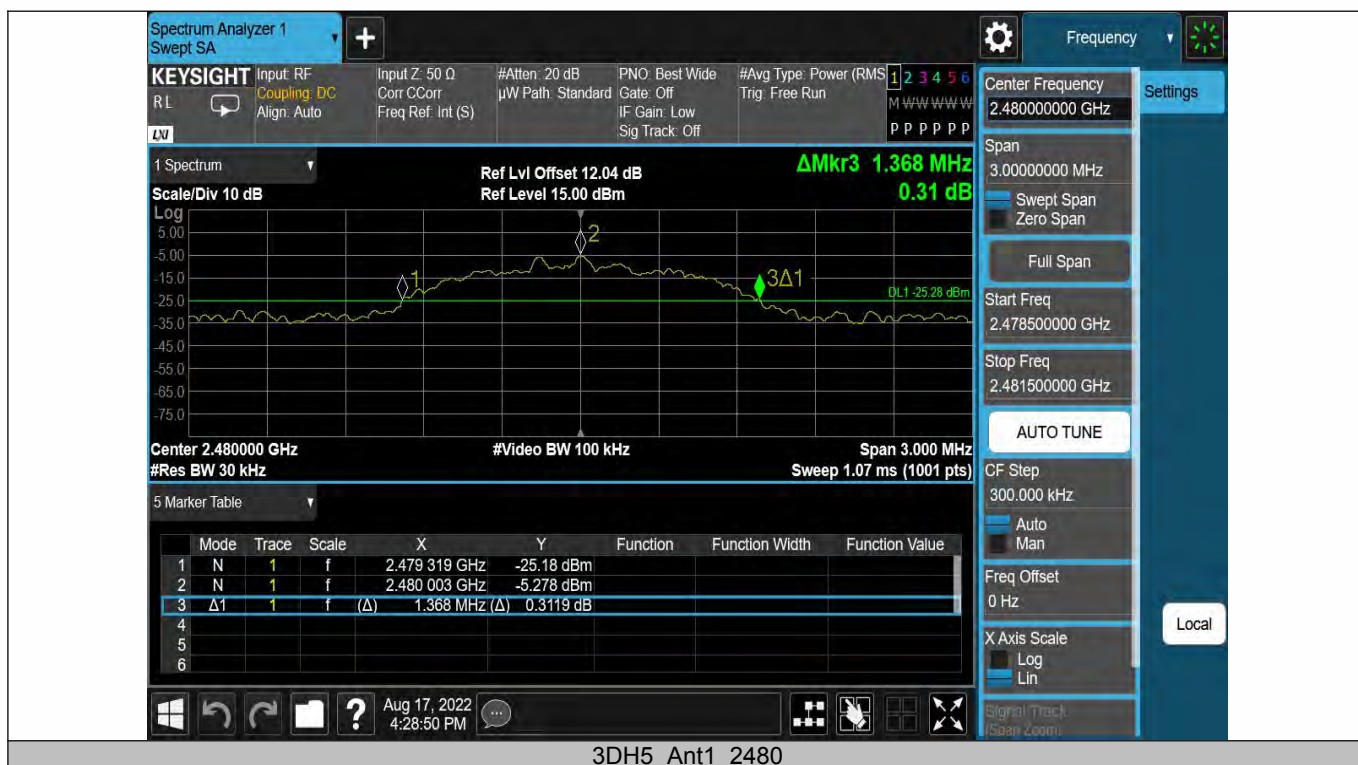 Spectrum Analyzer 1
Swept SA
Frequency
KEYSIGHT
RL
LXI
Input: RF
Coupling: DC
Align: Auto
Input Z: 50 Ω
Corr CCorr
Freq Ref: Int (S)
#Atten: 20 dB
µW Path: Standard
PNO: Best Wide
Gate: Off
IF Gain: Low
Sig Track: Off
#Avg Type: Power (RMS
Trig: Free Run
1 2 3 4 5 6
M W W W W W
P P P P P P
Center Frequency
2.480000000 GHz
Settings
1 Spectrum
Scale/Div 10 dB
Ref Lvl Offset 12.04 dB
Ref Level 15.00 dBm
ΔMkr3 1.368 MHz
0.31 dB
Span
3.00000000 MHz
Swept Span
Zero Span
Full Span
Log
5.00
-5.00
-15.0
-25.0
-35.0
-45.0
-55.0
-65.0
-75.0
1
2
3Δ1
DL1 -25.28 dBm
Start Freq
2.478500000 GHz
Stop Freq
2.481500000 GHz
AUTO TUNE
Center 2.480000 GHz
#Res BW 30 kHz
#Video BW 100 kHz
Span 3.000 MHz
Sweep 1.07 ms (1001 pts)
CF Step
300.000 kHz
Auto
Man
5 Marker Table
Mode Trace Scale X Y Function Function Width Function Value
1 N 1 f 2.479 319 GHz -25.18 dBm
2 N 1 f 2.480 003 GHz -5.278 dBm
3 Δ1 1 f (Δ) 1.368 MHz (Δ) 0.3119 dB
4
5
6
Freq Offset
0 Hz
X Axis Scale
Log
Lin
Local
Signal Track
(Span Zoom)
?
Aug 17, 2022
4:28:50 PM
3DH5_Ant1_2480